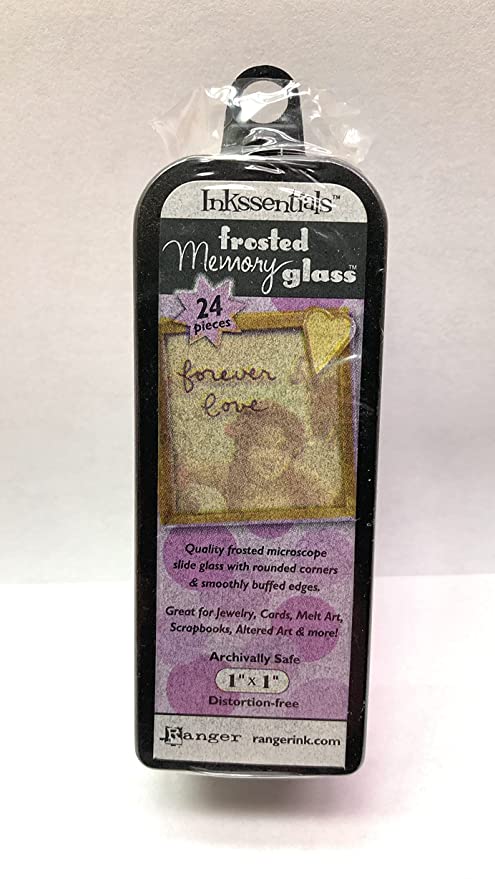 Inkssentials™
frosted
Memory glass™
24
pieces
forever
love
Quality frosted microscope
slide glass with rounded corners
& smoothly buffed edges.
Great for Jewelry, Cards, Melt Art,
Scrapbooks, Altered Art & more!
Archivally Safe
1" x 1"
Distortion-free
Ranger rangerink.com